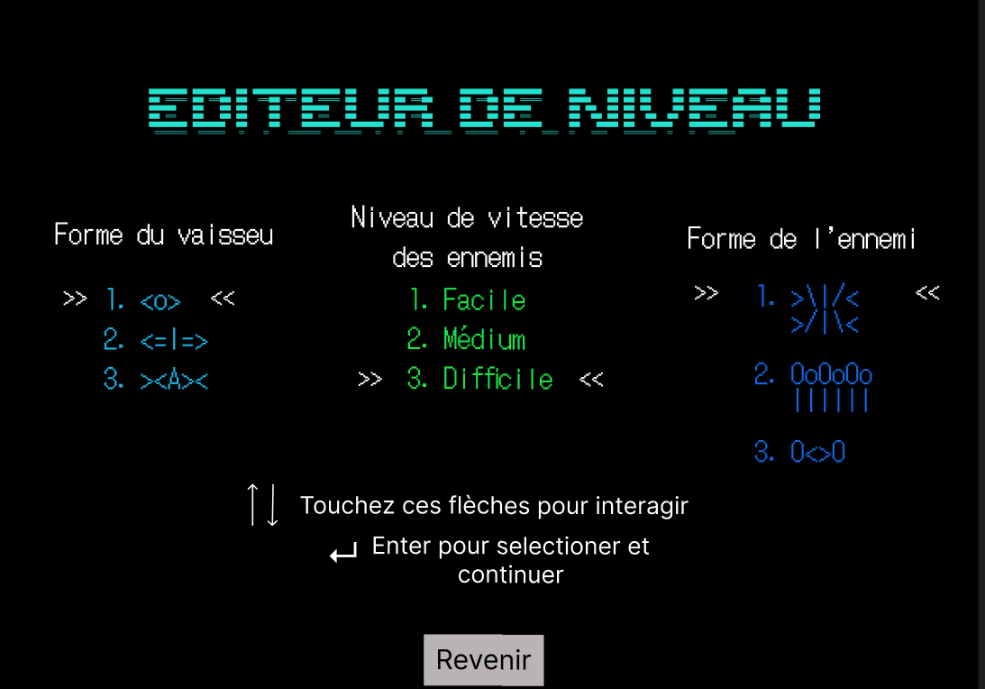 EDITEUR DE NIVEAU
Forme du vaisseu
>> 1. <o> <<
2. <=|=>
3. ><A><
Niveau de vitesse
des ennemis
1. Facile
2. Médium
>> 3. Difficile <<
Forme de l'ennemi
>> 1. >\|/< <<
>/|\<
2. OoOoOo
||||||
3. O<>O
↑↓ Touchez ces flèches pour interagir
↵ Enter pour selectioner et
continuer
Revenir